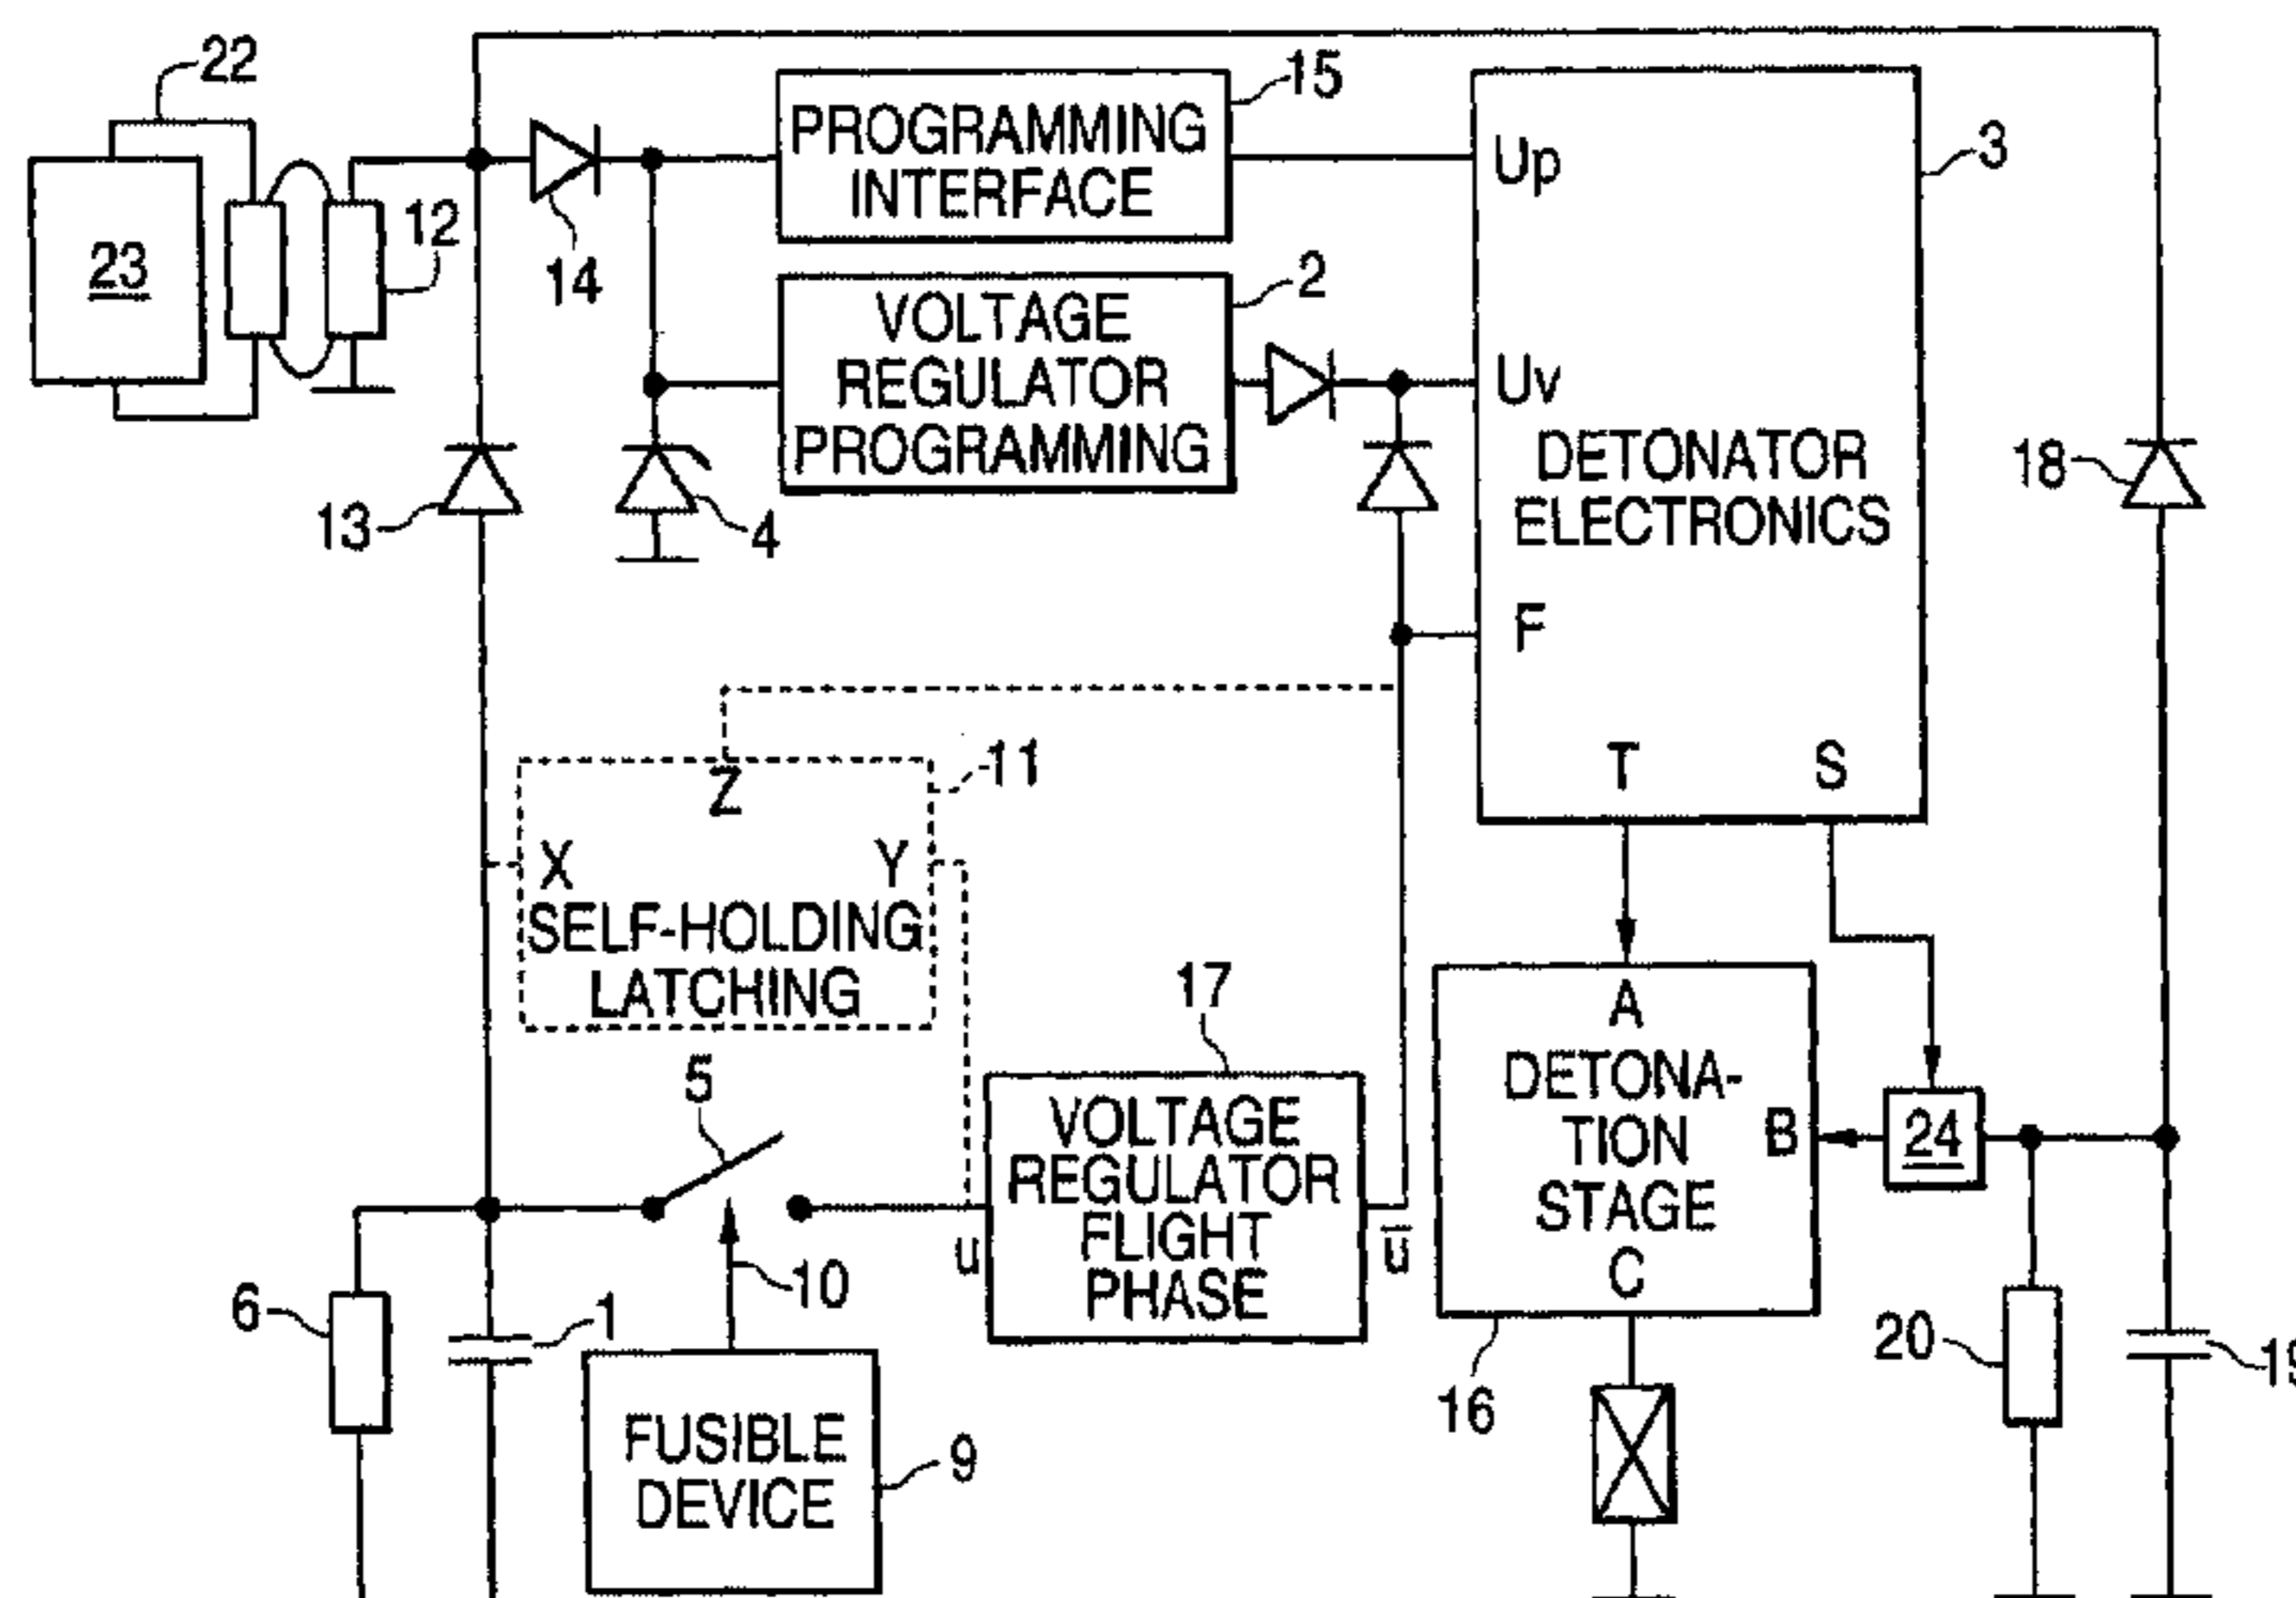 22
15
PROGRAMMING
INTERFACE
Up
3
12
23
14
2
VOLTAGE
REGULATOR
PROGRAMMING
Uv
DETONATOR
ELECTRONICS
18
13
4
F
11
Z
T
S
X
Y
SELF-HOLDING
LATCHING
17
A
DETONA-
TION
STAGE
B
C
24
5
VOLTAGE
REGULATOR
FLIGHT
PHASE
u
u̅
10
6
1
20
19
16
FUSIBLE
DEVICE
9